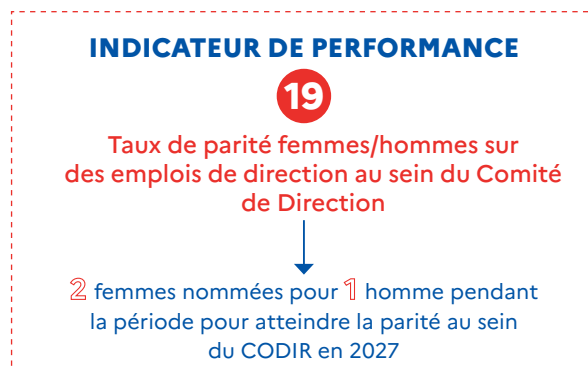 INDICATEUR DE PERFORMANCE
19
Taux de parité femmes/hommes sur
des emplois de direction au sein du Comité
de Direction
2 femmes nommées pour 1 homme pendant
la période pour atteindre la parité au sein
du CODIR en 2027